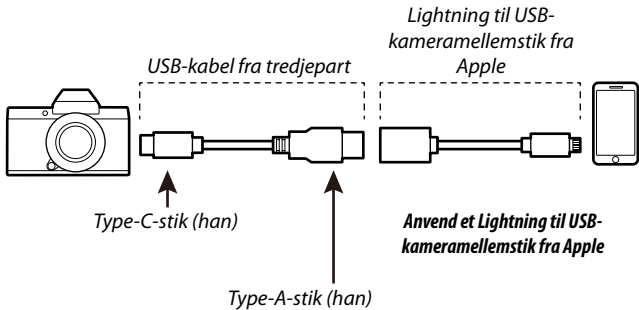 Lightning til USB-
kameramellemstik fra
Apple
USB-kabel fra tredjepart
Type-C-stik (han)
Anvend et Lightning til USB-
kameramellemstik fra Apple
Type-A-stik (han)